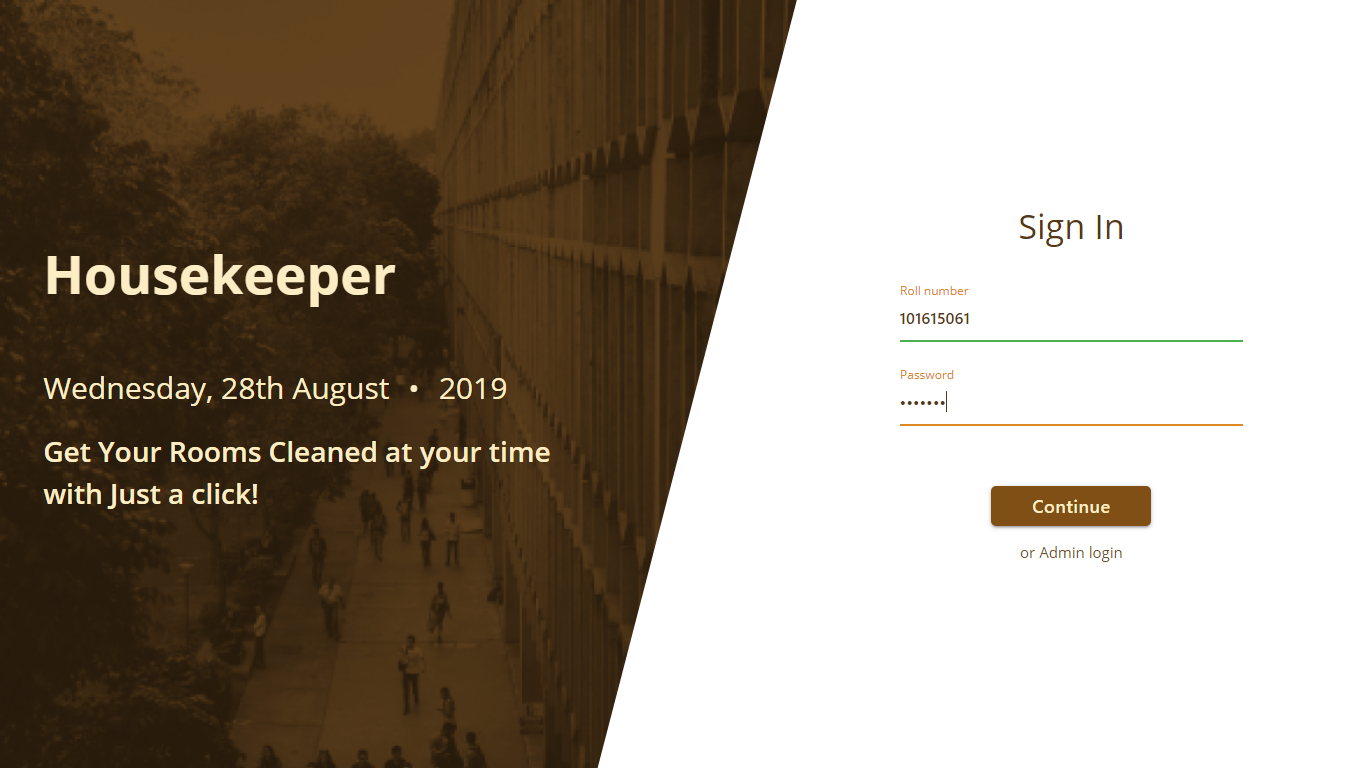 Housekeeper
Wednesday, 28th August • 2019
Get Your Rooms Cleaned at your time
with Just a click!
Sign In
Roll number
101615061
Password
•••••••
Continue
or Admin login